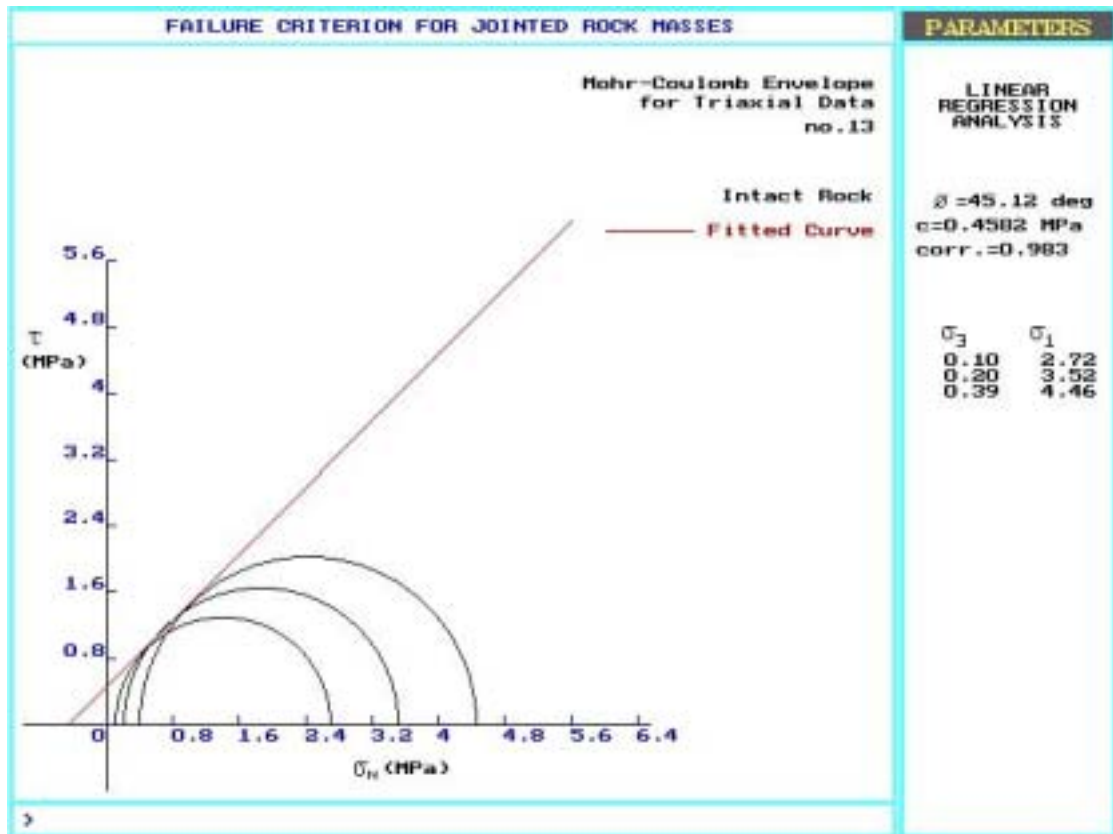 FAILURE CRITERION FOR JOINTED ROCK MASSES
PARAMETERS
Mohr-Coulomb Envelope
for Triaxial Data
no.13
Intact Rock
Fitted Curve
5.6
4.8
τ
(MPa)
4
3.2
2.4
1.6
0.8
0 0.8 1.6 2.4 3.2 4 4.8 5.6 6.4
σN (MPa)
>
LINEAR
REGRESSION
ANALYSIS
ø =45.12 deg
c=0.4582 MPa
corr.=0.983
σ3 σ1
0.10 2.72
0.20 3.52
0.39 4.46